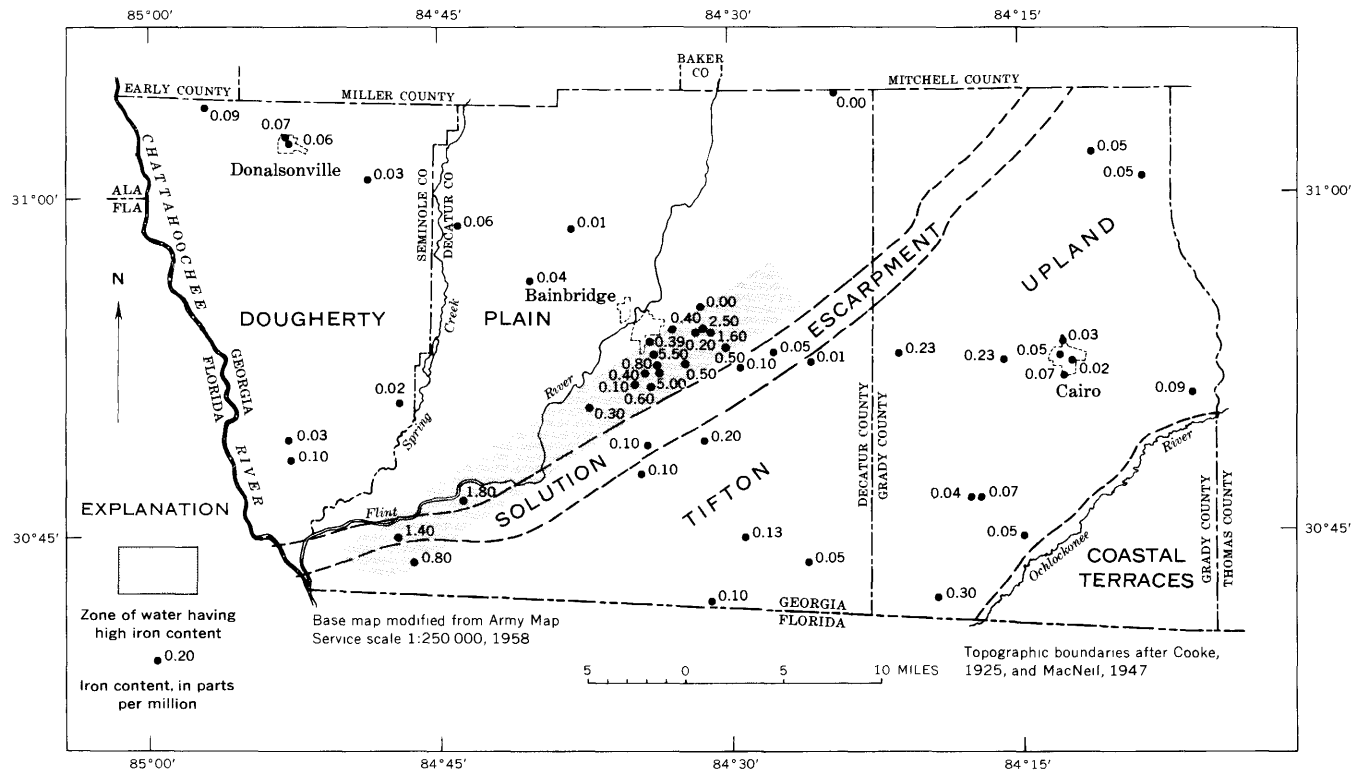 85°00'
84°45'
84°30'
84°15'
BAKER
CO
MITCHELL COUNTY
EARLY COUNTY
MILLER COUNTY
0.00
0.09
0.07
0.06
Donalsonville
0.03
0.05
0.05
31°00'
ALA
FLA
31°00'
CHATTAHOOCHEE
RIVER
SEMINOLE CO
DECATUR CO
0.06
0.01
UPLAND
N
0.04
Bainbridge
ESCARPMENT
0.00
DOUGHERTY
PLAIN
Creek
Spring
0.40
2.50
1.60
0.39
0.20
5.50
0.50
0.10
0.05
0.01
0.23
0.23
0.03
0.05
0.02
0.07
Cairo
0.80
0.40
0.50
0.10
5.00
0.60
River
0.30
0.09
GEORGIA
FLORIDA
0.02
0.03
0.10
0.10
0.20
0.10
DECATUR COUNTY
GRADY COUNTY
River
Ochlockonee
EXPLANATION
1.80
SOLUTION
TIFTON
0.04
0.07
Flint
30°45'
1.40
0.80
0.13
0.05
0.05
30°45'
COASTAL
TERRACES
GRADY COUNTY
THOMAS COUNTY
0.10
0.30
GEORGIA
FLORIDA
Zone of water having
high iron content
0.20
Iron content, in parts
per million
Base map modified from Army Map
Service scale 1:250 000, 1958
5 0 5 10 MILES
Topographic boundaries after Cooke,
1925, and MacNeil, 1947
85°00'
84°45'
84°30'
84°15'